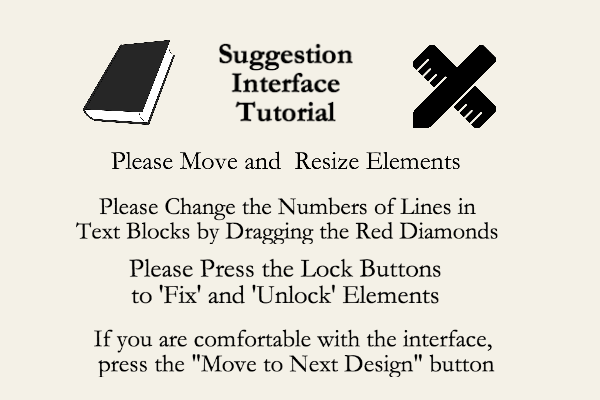 Suggestion
Interface
Tutorial
Please Move and  Resize Elements
Please Change the Numbers of Lines in
Text Blocks by Dragging the Red Diamonds
Please Press the Lock Buttons
to 'Fix' and 'Unlock' Elements
If you are comfortable with the interface,
press the "Move to Next Design" button